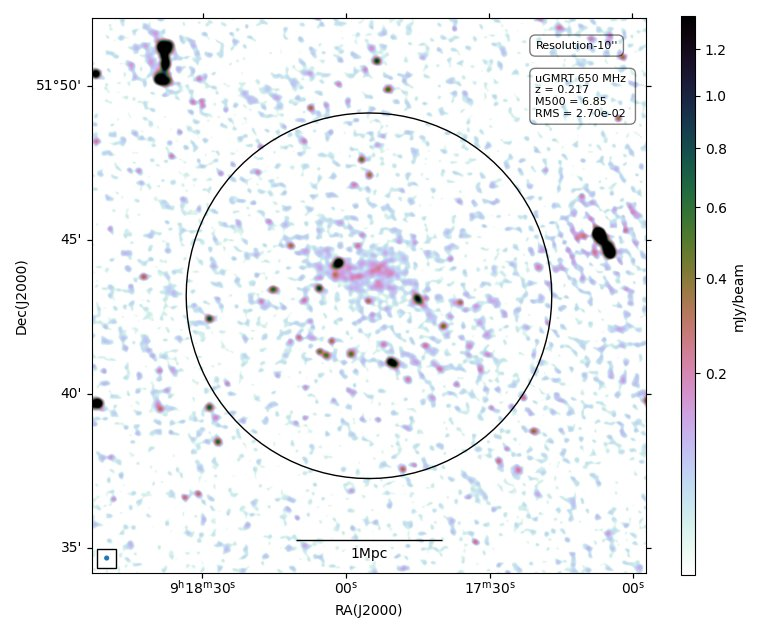 Resolution-10''
uGMRT 650 MHz
z = 0.217
M500 = 6.85
RMS = 2.70e-02
51°50'
45'
40'
35'
Dec(J2000)
1Mpc
9ʰ18ᵐ30ˢ
00ˢ
17ᵐ30ˢ
00ˢ
RA(J2000)
1.2
1.0
0.8
0.6
0.4
0.2
mJy/beam